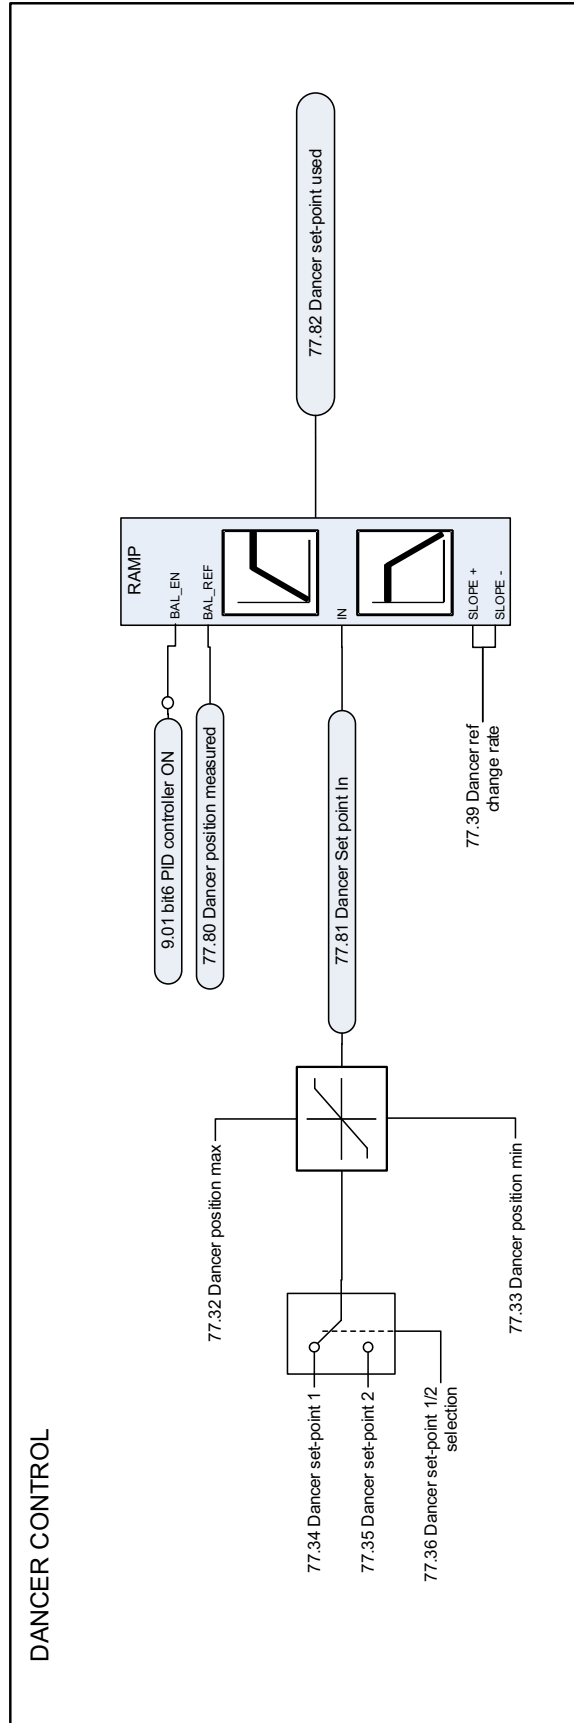 DANCER CONTROL
77.34 Dancer set-point 1
77.35 Dancer set-point 2
77.36 Dancer set-point 1/2
selection
77.32 Dancer position max
77.33 Dancer position min
9.01 bit6 PID controller ON
77.80 Dancer position measured
77.81 Dancer Set point In
77.39 Dancer ref
change rate
RAMP
BAL_EN
BAL_REF
IN
SLOPE +
SLOPE -
77.82 Dancer set-point used